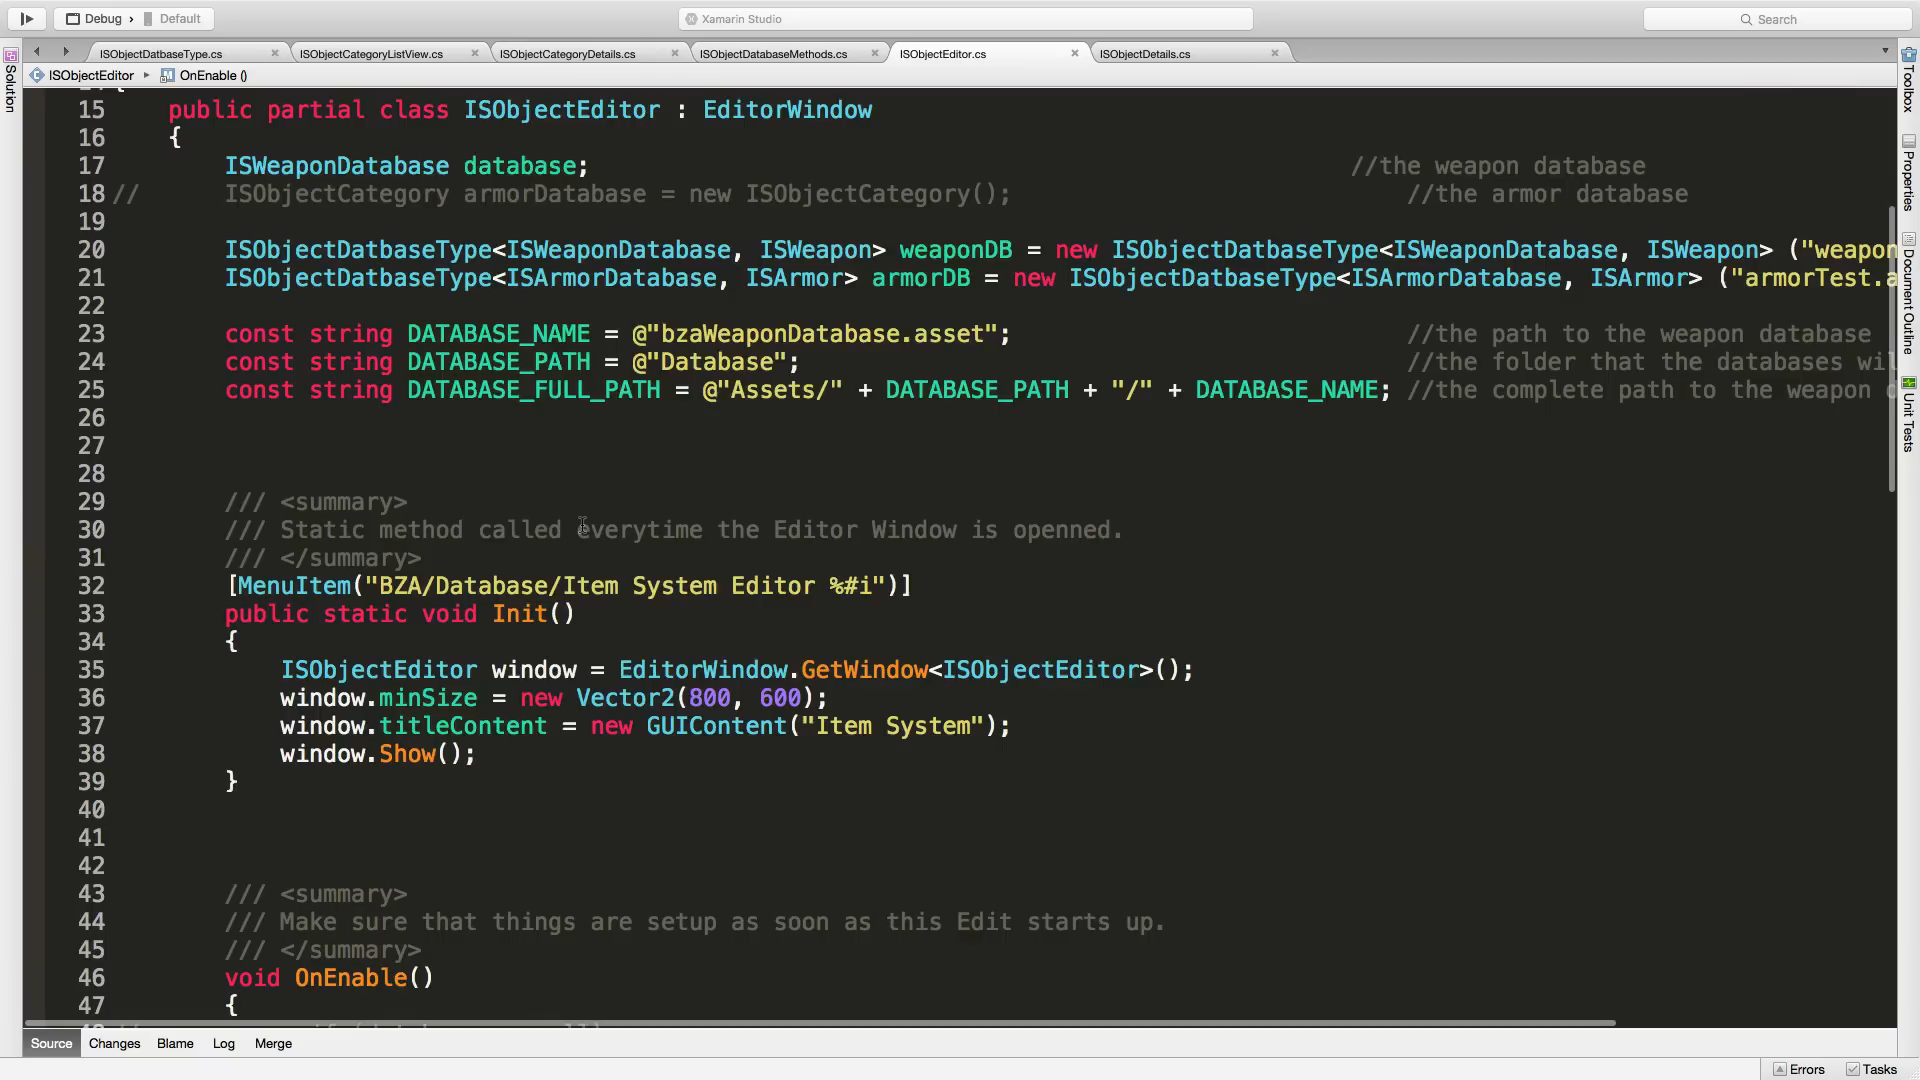 Debug › Default
Xamarin Studio
Search
ISObjectDatbaseType.cs
ISObjectCategoryListView.cs
ISObjectCategoryDetails.cs
ISObjectDatabaseMethods.cs
ISObjectEditor.cs
ISObjectDetails.cs
ISObjectEditor
OnEnable ()
Solution
Toolbox
Properties
Document Outline
Unit Tests
15 public partial class ISObjectEditor : EditorWindow
16 {
17 ISWeaponDatabase database; //the weapon database
18 // ISObjectCategory armorDatabase = new ISObjectCategory(); //the armor database
19
20 ISObjectDatbaseType<ISWeaponDatabase, ISWeapon> weaponDB = new ISObjectDatbaseType<ISWeaponDatabase, ISWeapon> ("weapon
21 ISObjectDatbaseType<ISArmorDatabase, ISArmor> armorDB = new ISObjectDatbaseType<ISArmorDatabase, ISArmor> ("armorTest.a
22
23 const string DATABASE_NAME = @"bzaWeaponDatabase.asset"; //the path to the weapon database
24 const string DATABASE_PATH = @"Database"; //the folder that the databases wil
25 const string DATABASE_FULL_PATH = @"Assets/" + DATABASE_PATH + "/" + DATABASE_NAME; //the complete path to the weapon d
26
27
28
29 /// <summary>
30 /// Static method called everytime the Editor Window is openned.
31 /// </summary>
32 [MenuItem("BZA/Database/Item System Editor %#i")]
33 public static void Init()
34 {
35 ISObjectEditor window = EditorWindow.GetWindow<ISObjectEditor>();
36 window.minSize = new Vector2(800, 600);
37 window.titleContent = new GUIContent("Item System");
38 window.Show();
39 }
40
41
42
43 /// <summary>
44 /// Make sure that things are setup as soon as this Edit starts up.
45 /// </summary>
46 void OnEnable()
47 {
Source
Changes
Blame
Log
Merge
Errors
Tasks